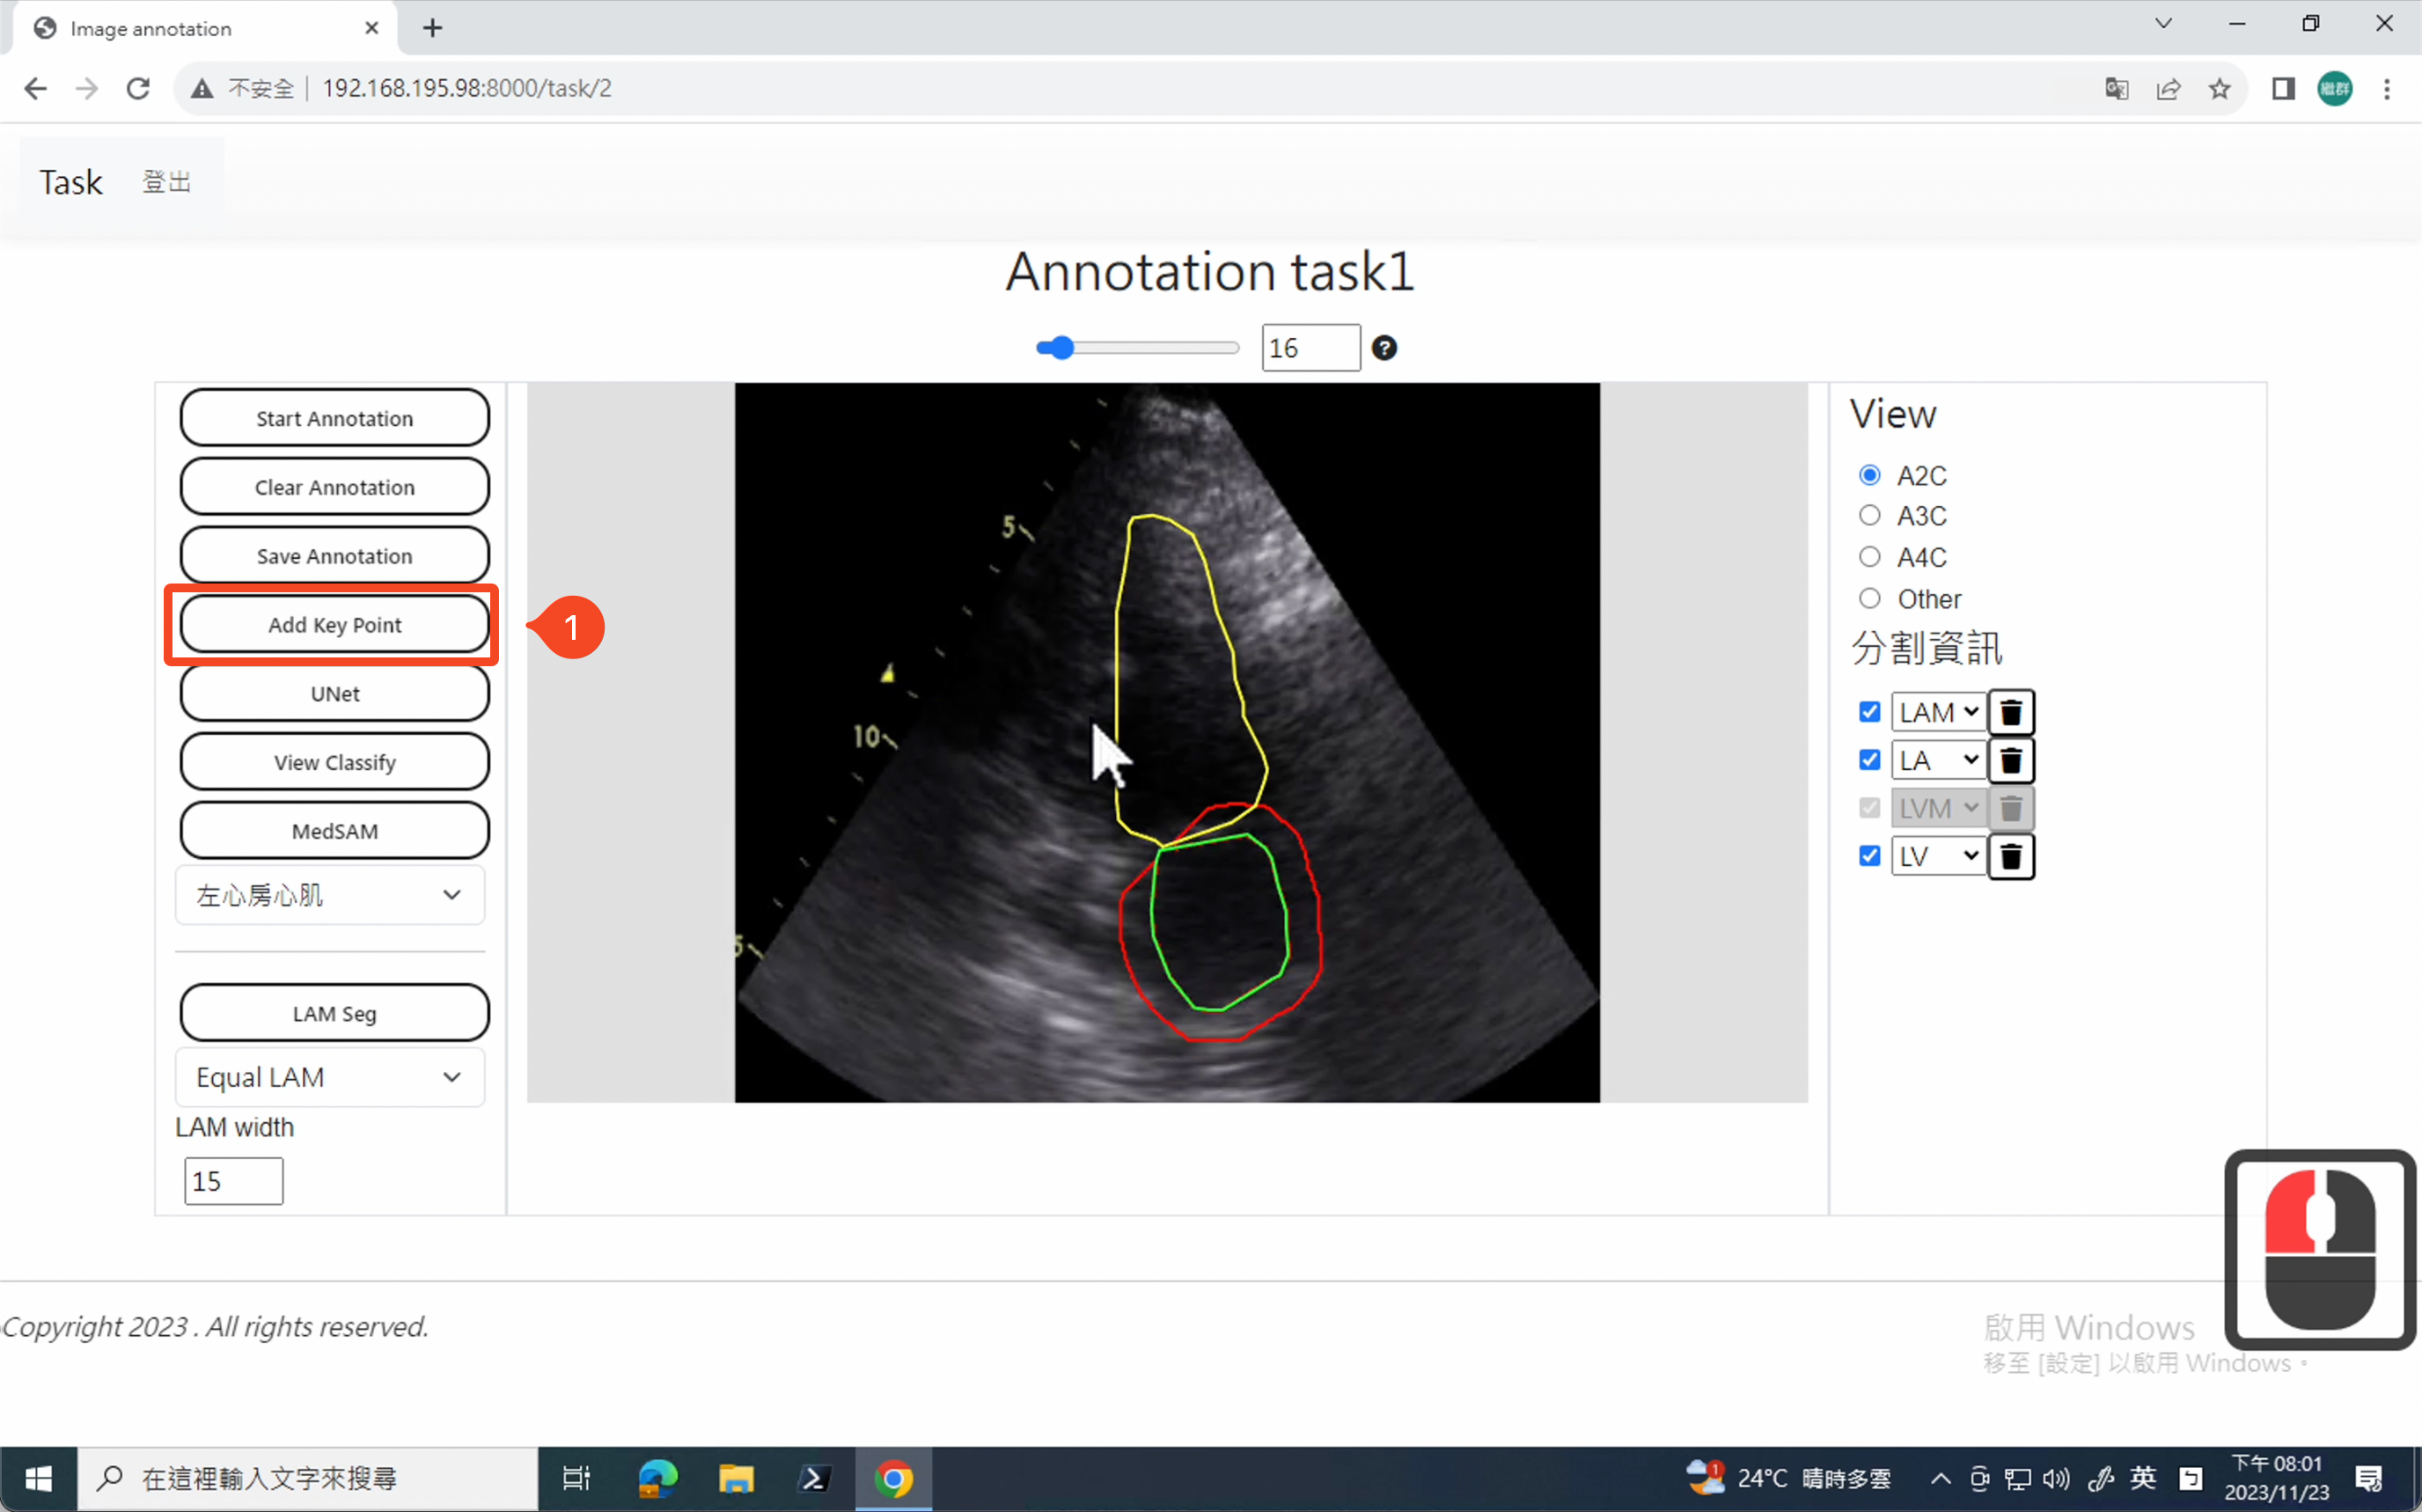 Image annotation
不安全 192.168.195.98:8000/task/2
繼群
Task 登出
Annotation task1
16
Start Annotation
Clear Annotation
Save Annotation
Add Key Point
1
UNet
View Classify
MedSAM
左心房心肌
LAM Seg
Equal LAM
LAM width
15
5
10
5
View
A2C
A3C
A4C
Other
分割資訊
LAM
LA
LVM
LV
Copyright 2023 . All rights reserved.
啟用 Windows
移至 [設定] 以啟用 Windows。
在這裡輸入文字來搜尋
1
24°C 晴時多雲
英
下午 08:01
2023/11/23